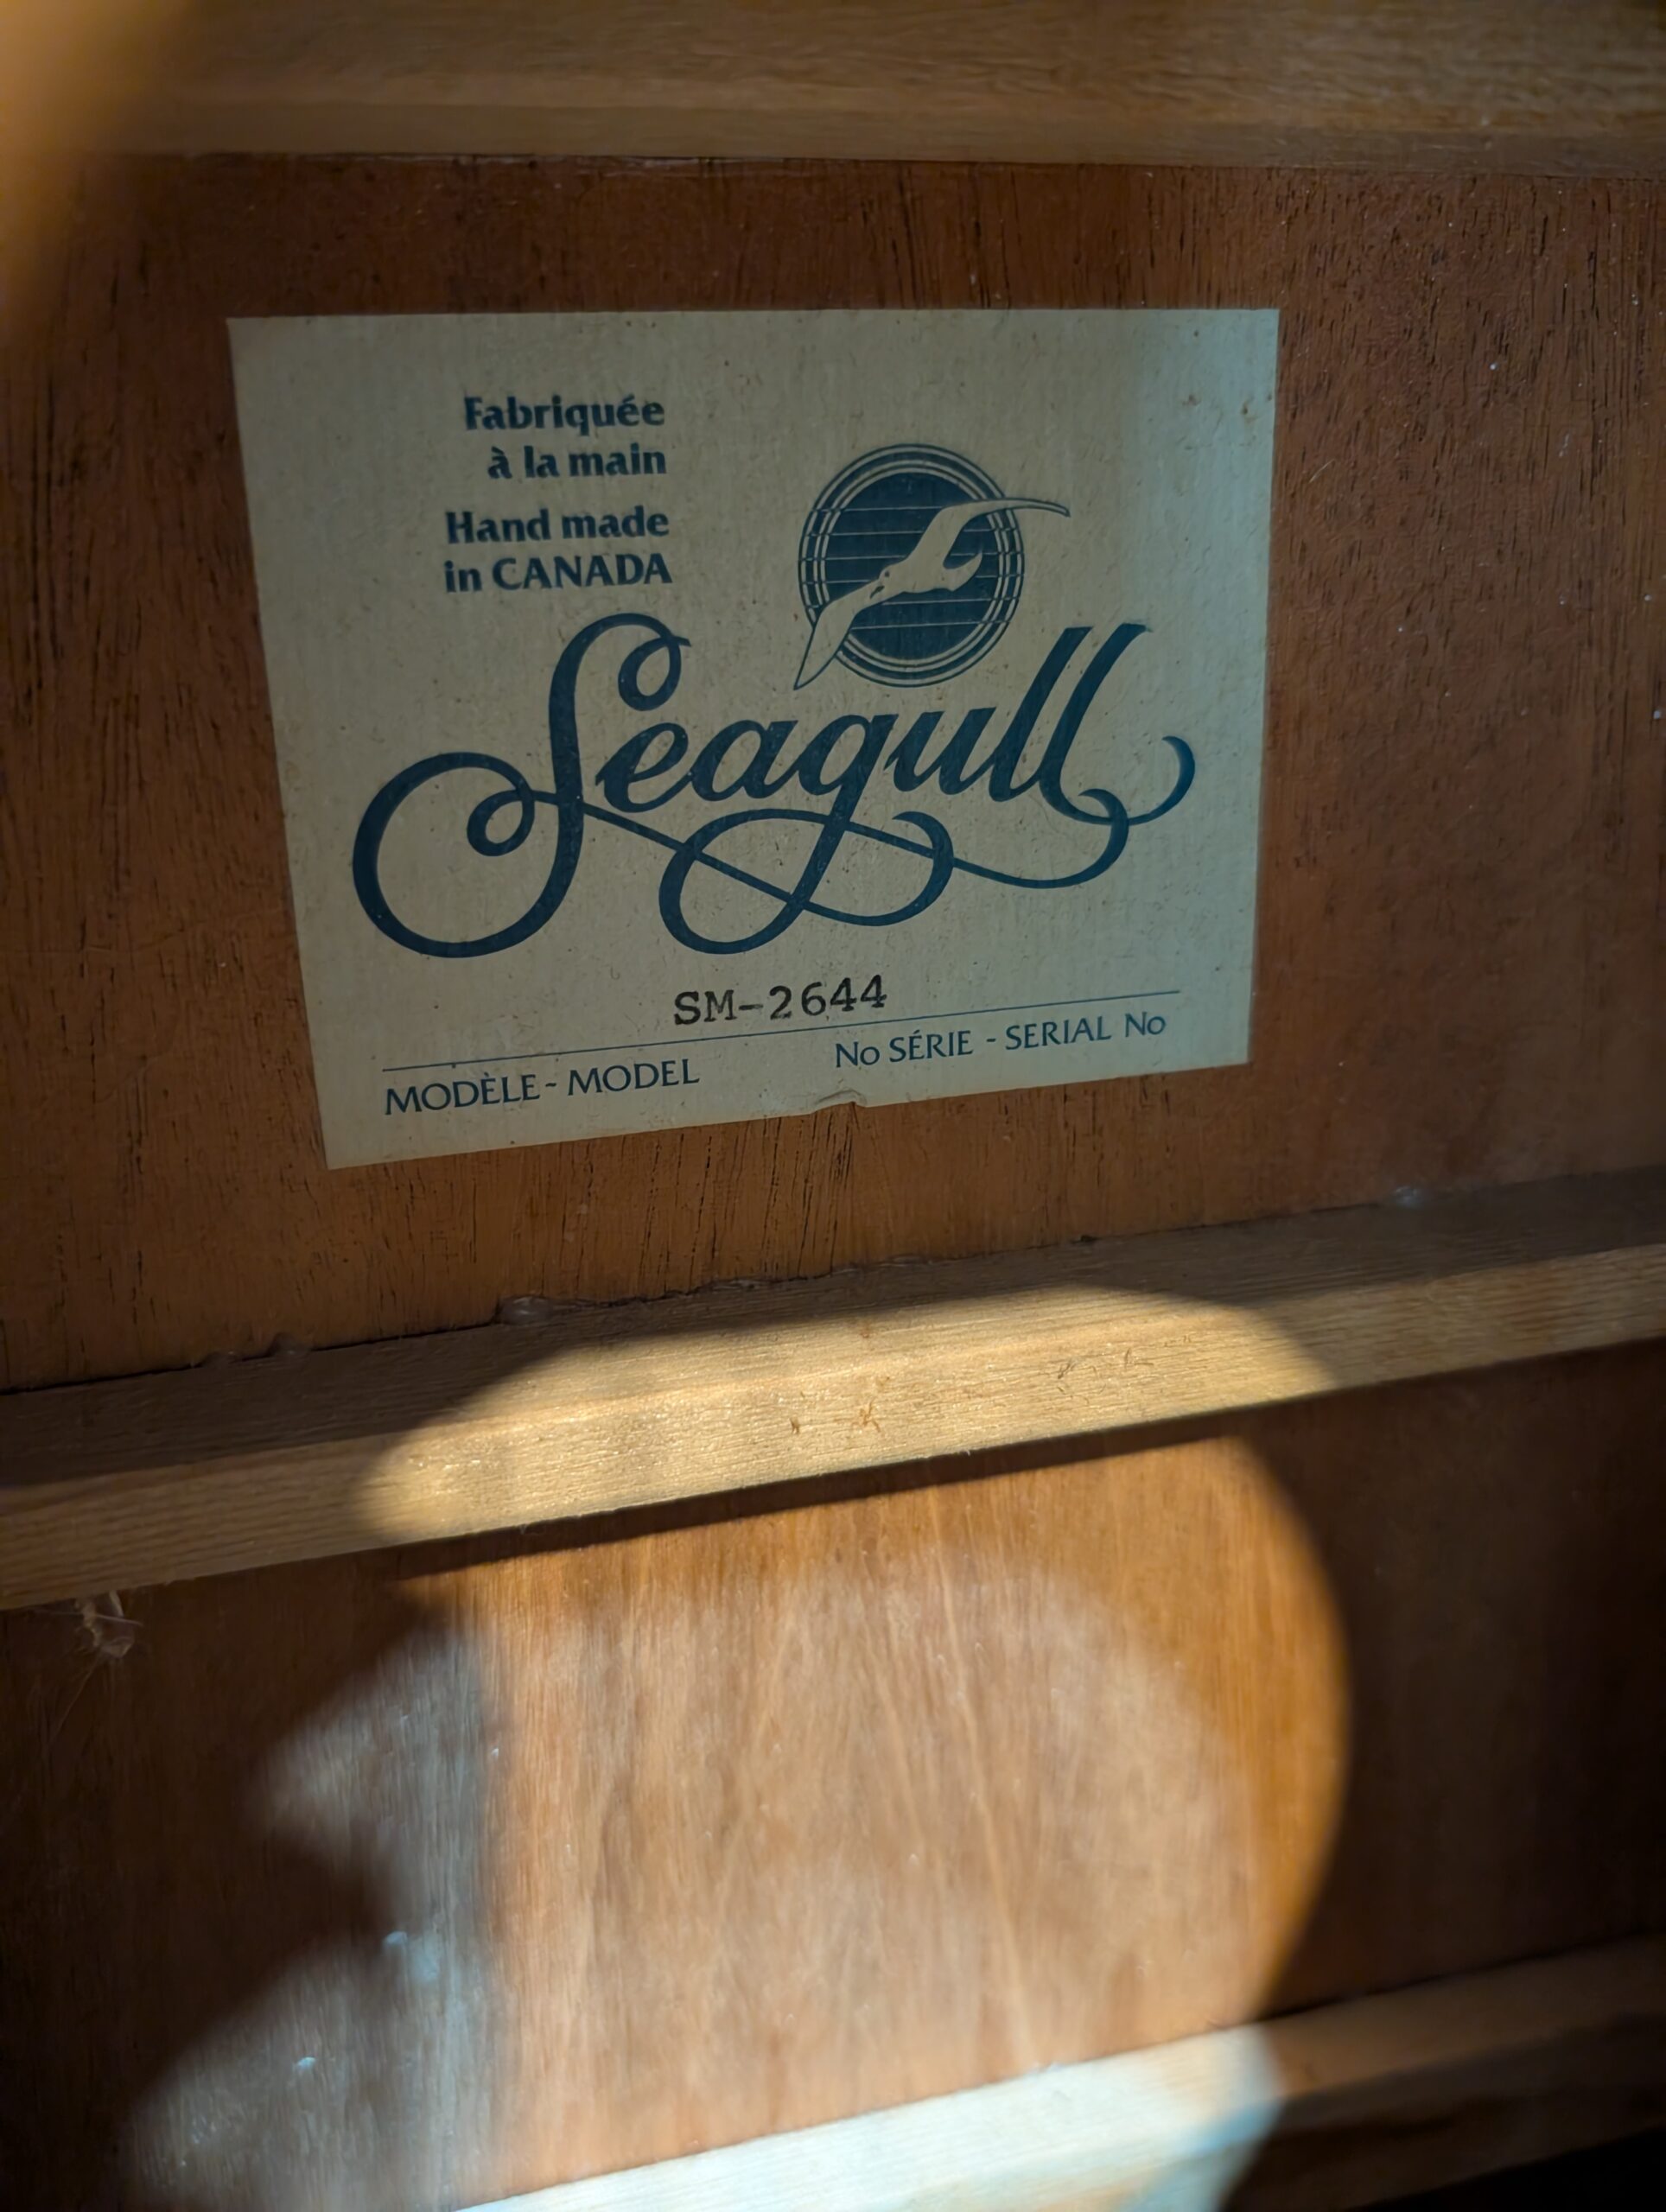 Fabriquée
à la main
Hand made
in CANADA
Seagull
SM-2644
MODÈLE - MODEL No SÉRIE - SERIAL No